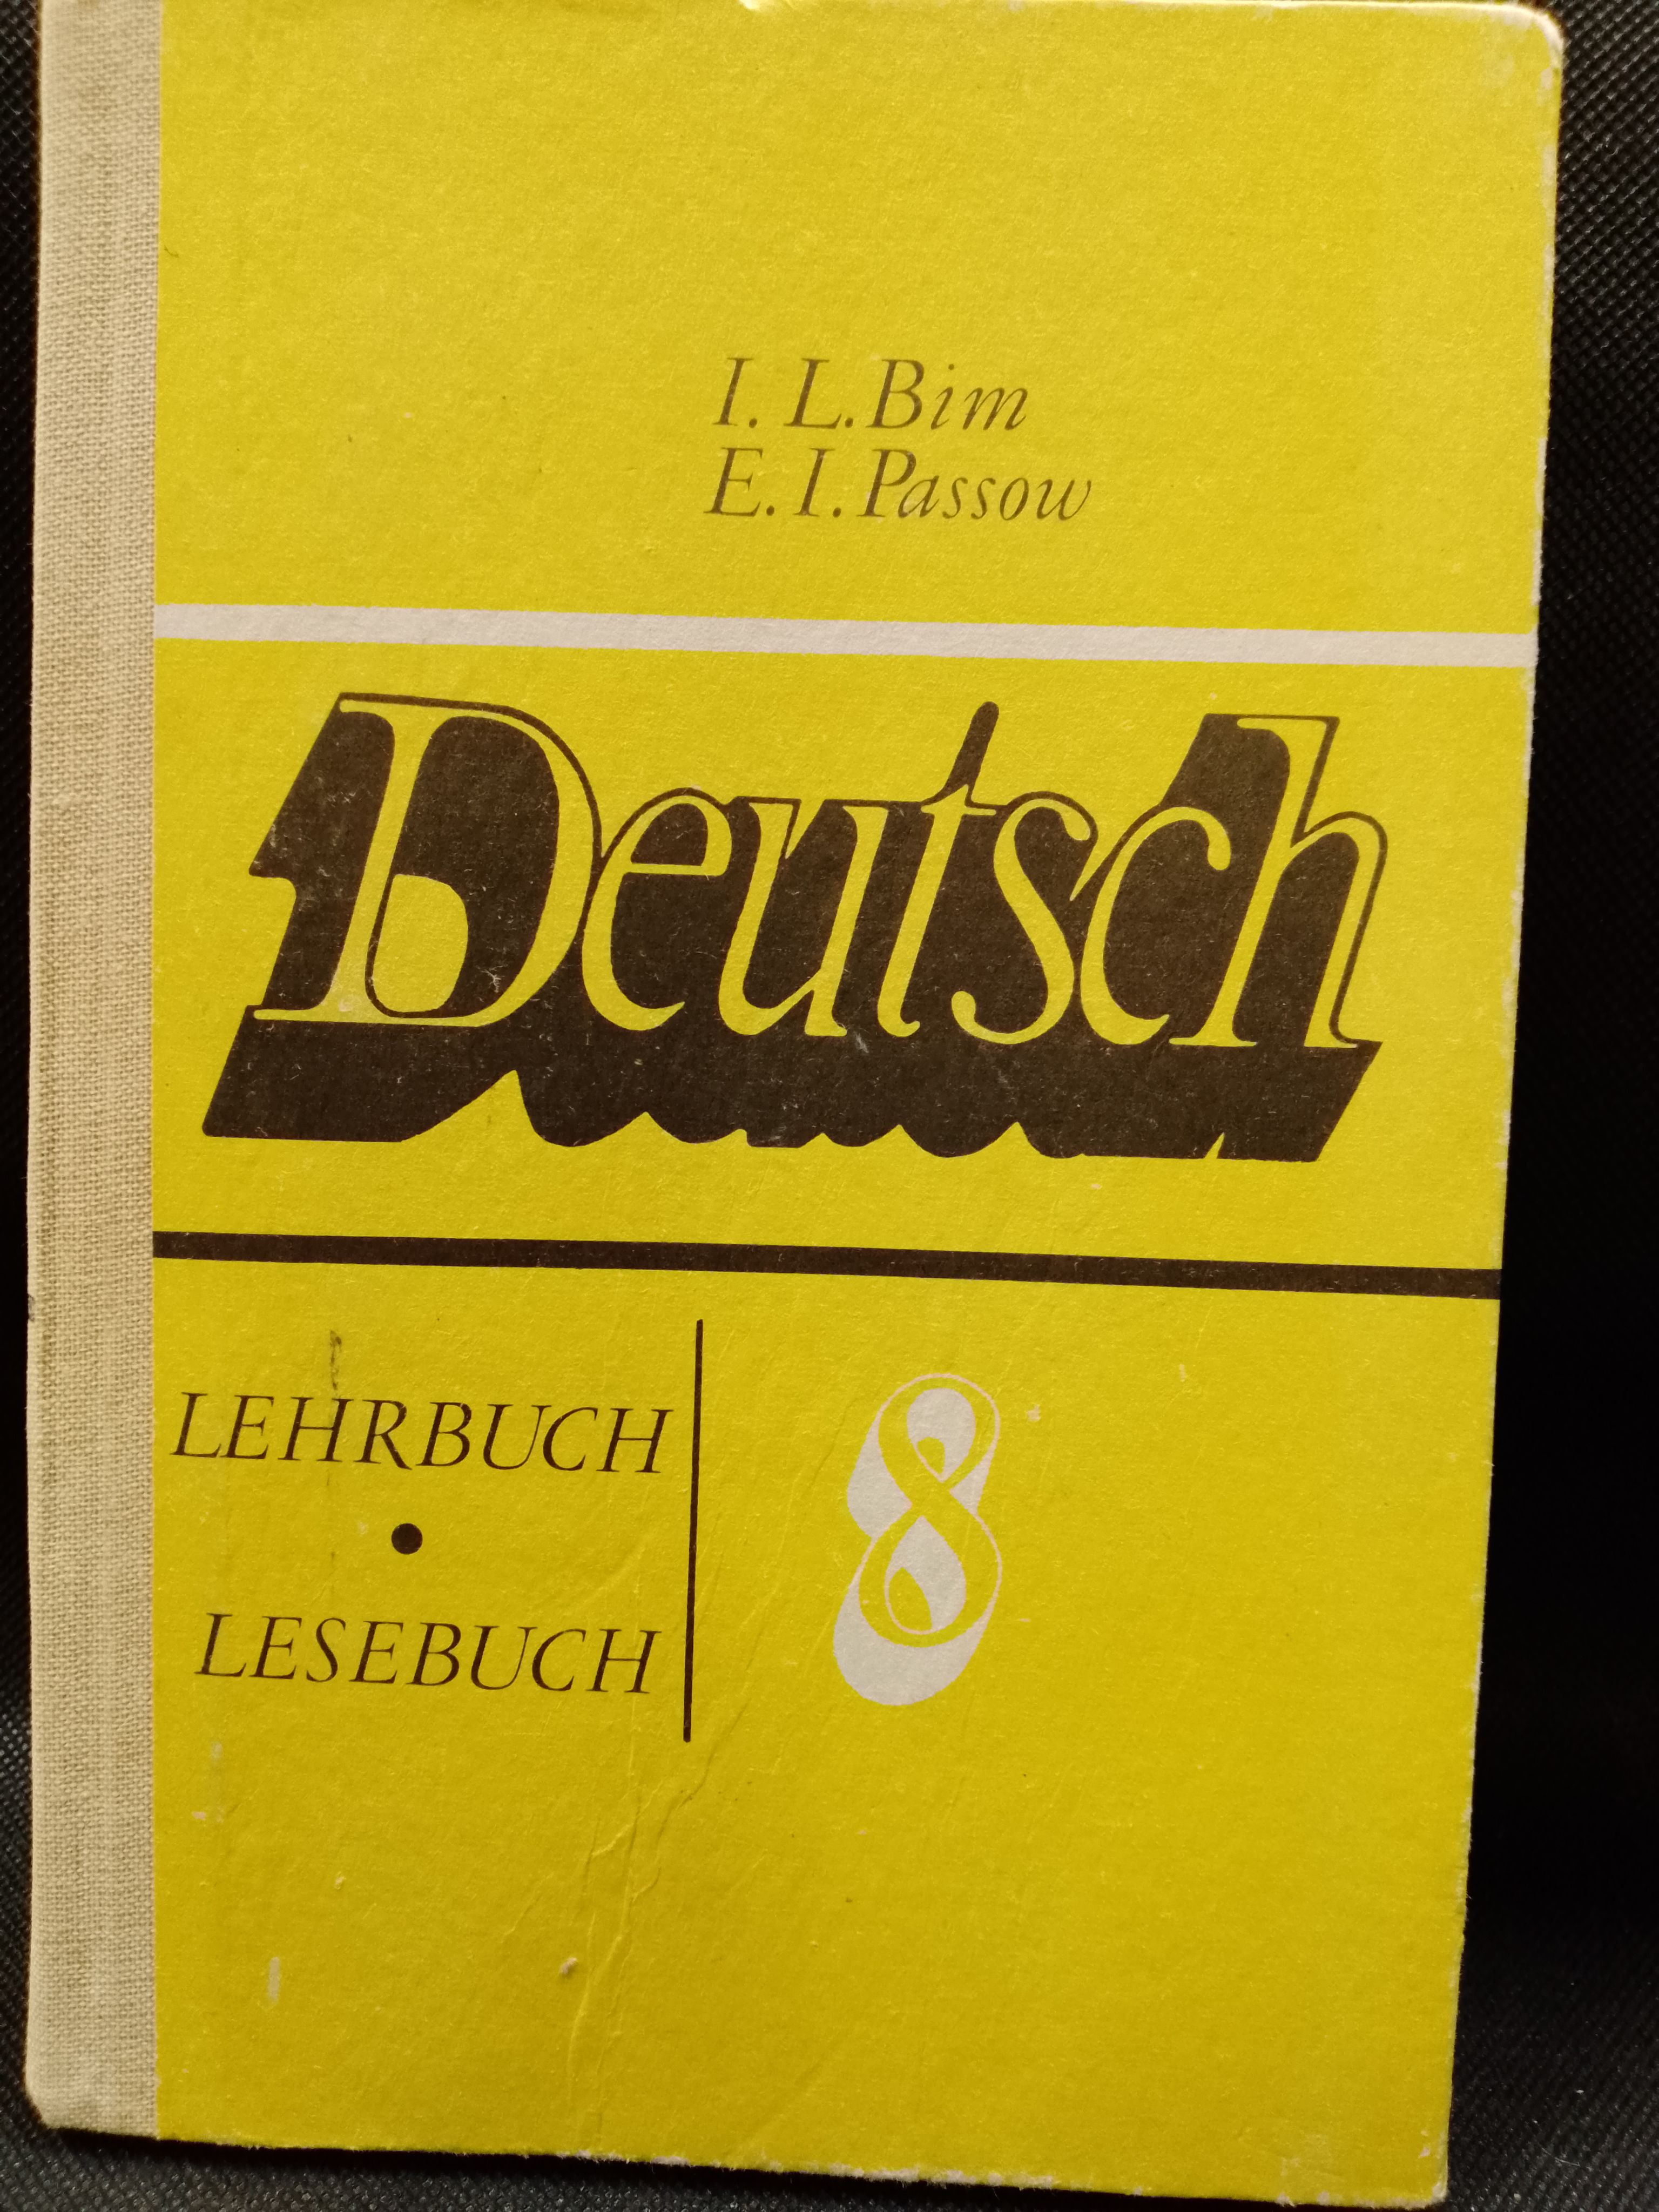 I. L. Bim
E. I. Passow
Deutsch
LEHRBUCH
•
LESEBUCH
8